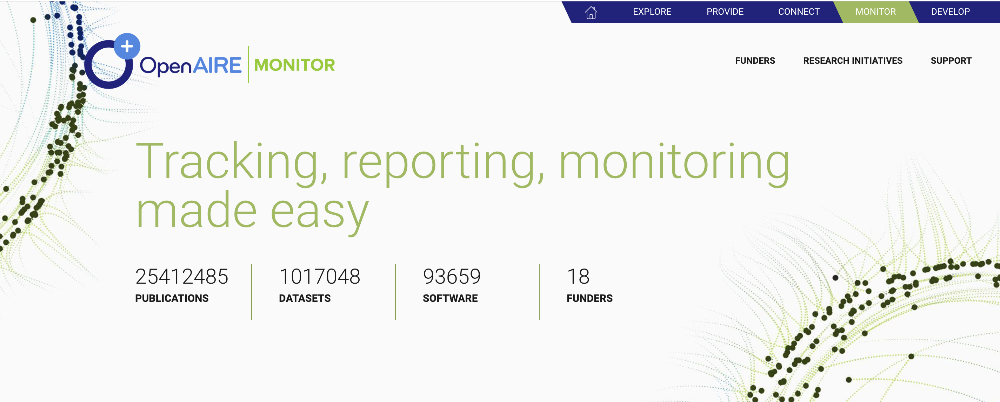 EXPLORE PROVIDE CONNECT MONITOR DEVELOP
OpenAIRE MONITOR
FUNDERS RESEARCH INITIATIVES SUPPORT
Tracking, reporting, monitoring
made easy
25412485 1017048 93659 18
PUBLICATIONS DATASETS SOFTWARE FUNDERS